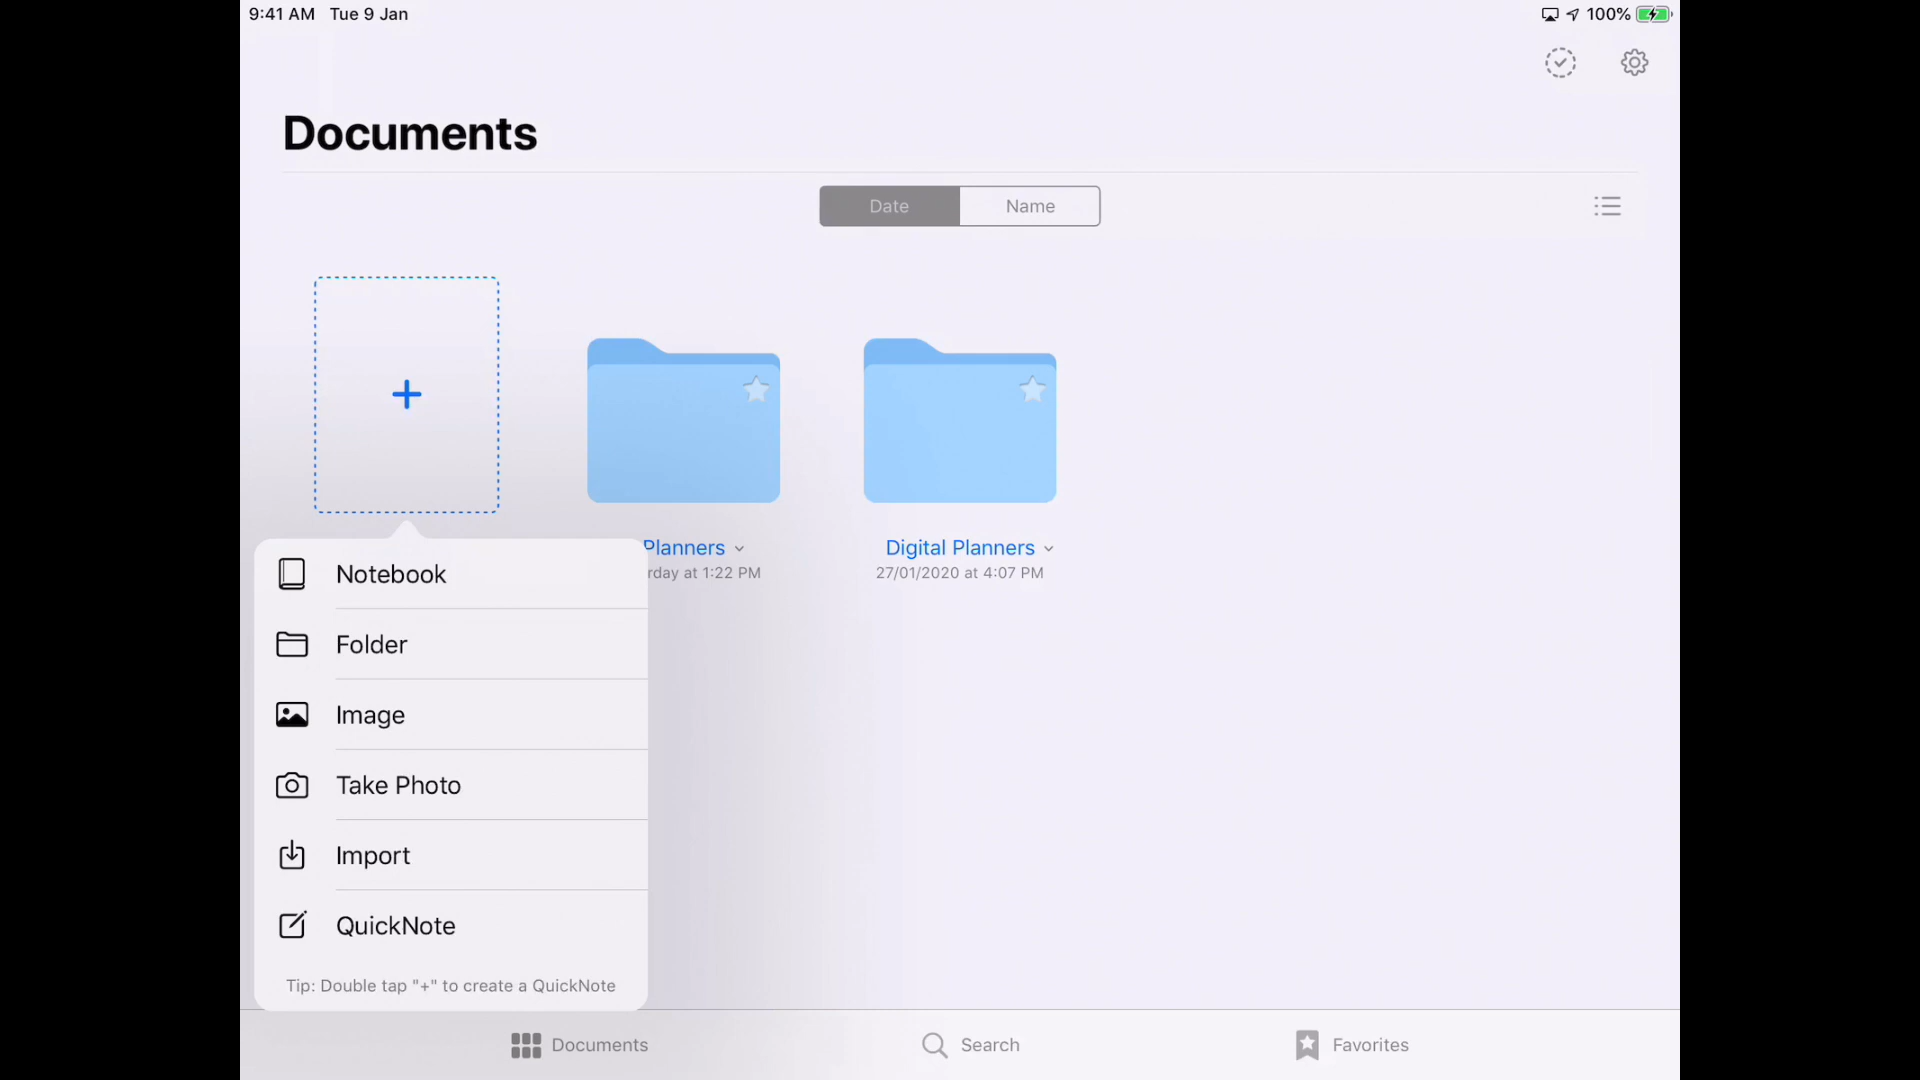 9:41 AM Tue 9 Jan
100%
Documents
Date Name
Planners
rday at 1:22 PM
Digital Planners
27/01/2020 at 4:07 PM
Notebook
Folder
Image
Take Photo
Import
QuickNote
Tip: Double tap "+" to create a QuickNote
Documents Search Favorites